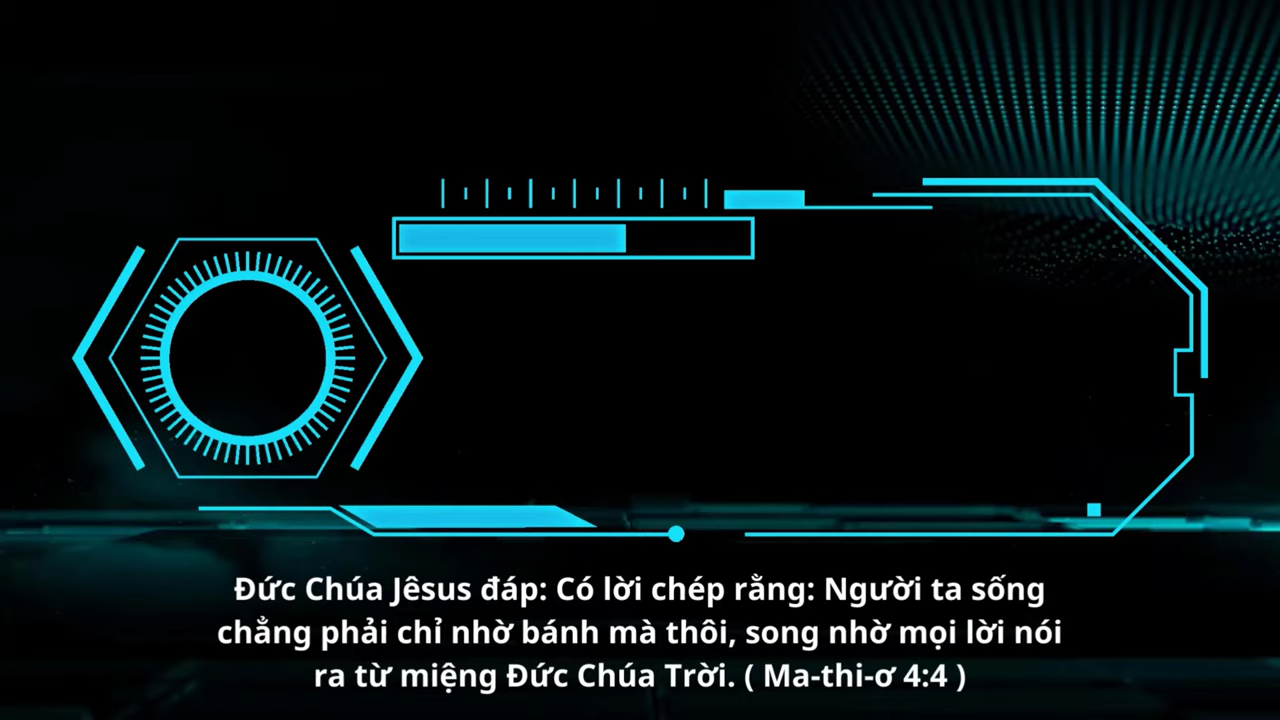 Đức Chúa Jêsus đáp: Có lời chép rằng: Người ta sống
chẳng phải chỉ nhờ bánh mà thôi, song nhờ mọi lời nói
ra từ miệng Đức Chúa Trời. ( Ma-thi-ơ 4:4 )